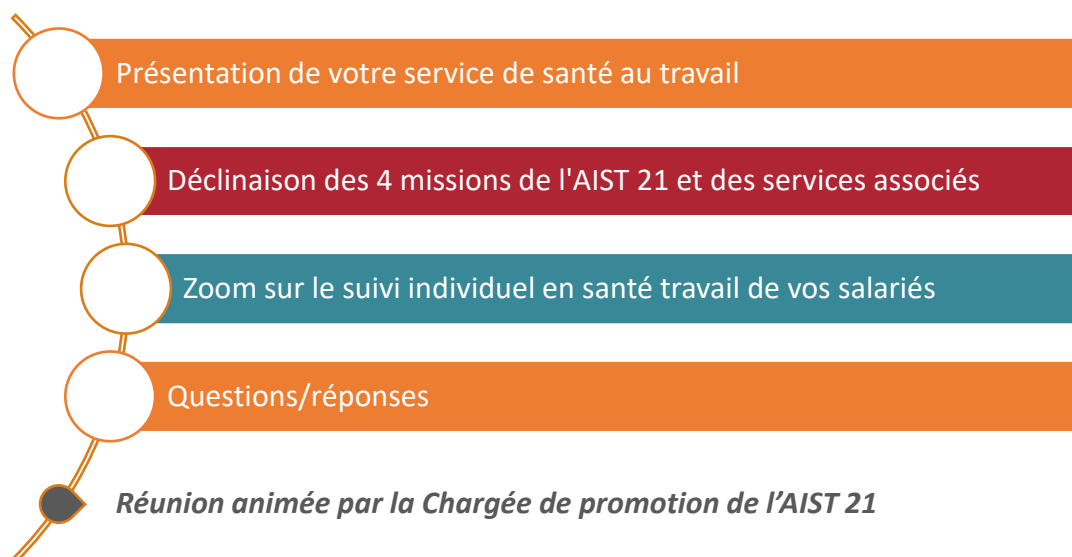 Présentation de votre service de santé au travail
Déclinaison des 4 missions de l'AIST 21 et des services associés
Zoom sur le suivi individuel en santé travail de vos salariés
Questions/réponses
Réunion animée par la Chargée de promotion de l’AIST 21